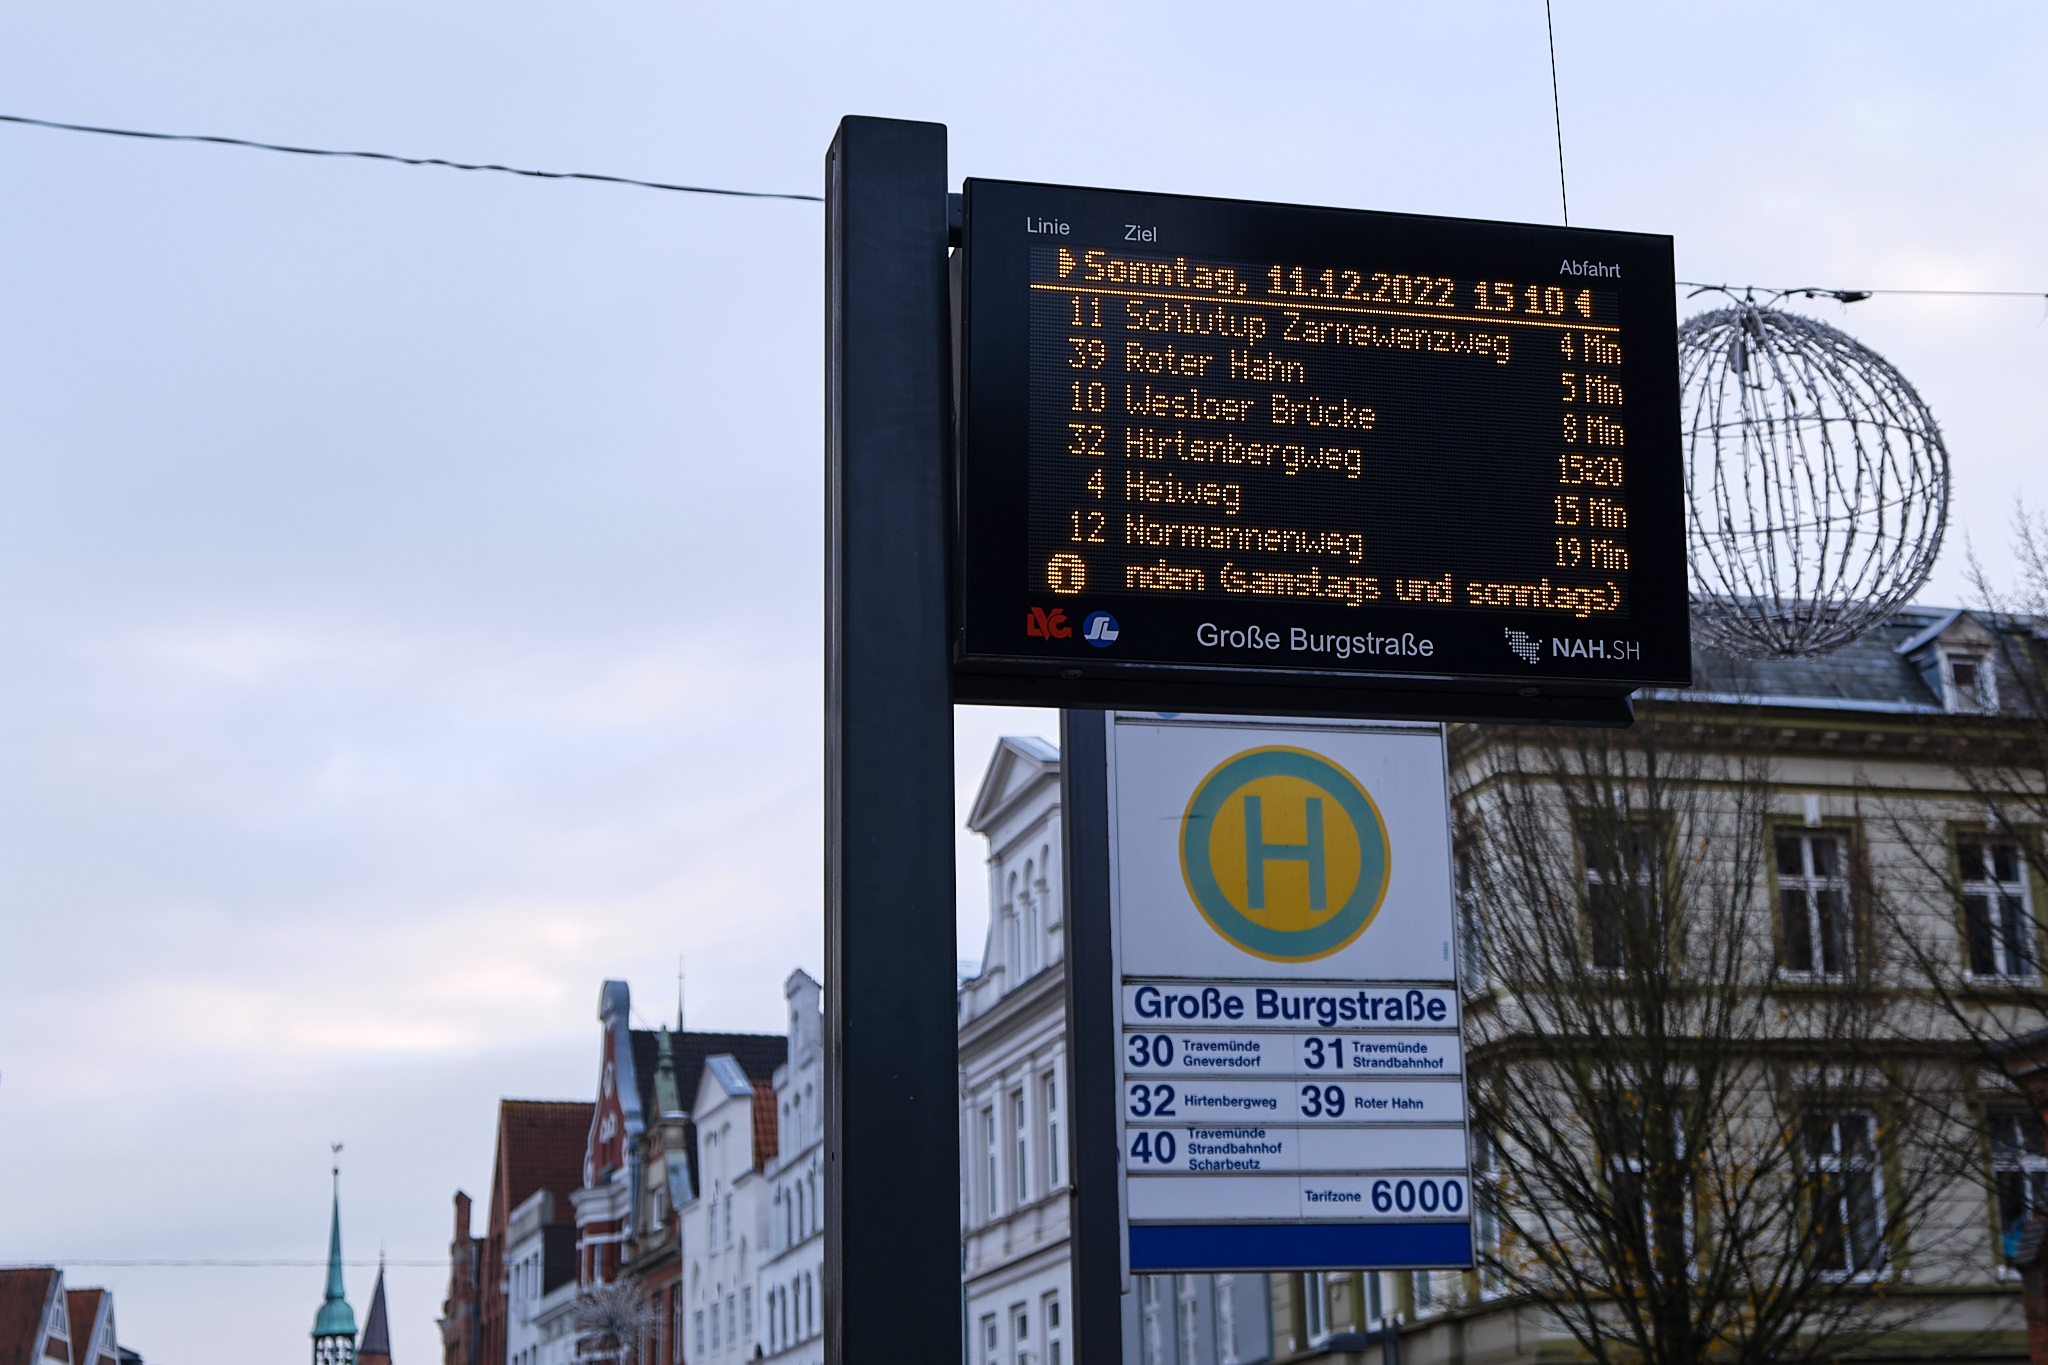 Linie Ziel Abfahrt
Sonntag, 11.12.2022 15 10
11 Schlutup Zarnewenzweg 4 Min
39 Roter Hahn 5 Min
10 Wesloer Brücke 8 Min
32 Hirtenbergweg 15:20
4 Heiweg 15 Min
12 Normannenweg 19 Min
i nden (samstags und sonntags)
LVG SL Große Burgstraße NAH.SH
H
Große Burgstraße
30 Travemünde
Gneversdorf
31 Travemünde
Strandbahnhof
32 Hirtenbergweg
39 Roter Hahn
40 Travemünde
Strandbahnhof
Scharbeutz
Tarifzone 6000